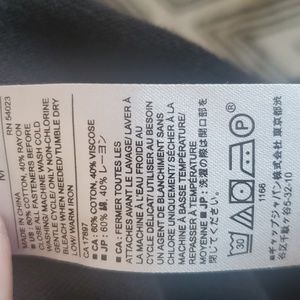 M
RN 54023
MADE IN CHINA
■ US : 60% COTTON, 40% RAYON
CLOSE ALL FASTENERS BEFORE
WASHING/MACHINE WASH COLD
GENTLE CYCLE/ONLY NON-CHLORINE
BLEACH WHEN NEEDED/TUMBLE DRY
LOW/WARM IRON
CA17897
■ CA : 60% COTTON, 40% VISCOSE
■ JP : 60% 綿, 40% レーヨン
■ CA : FERMER TOUTES LES
ATTACHES AVANT LE LAVAGE/LAVER À
LA MACHINE À L'EAU FROIDE AU
CYCLE DÉLICAT/UTILISER AU BESOIN
UN AGENT DE BLANCHIMENT SANS
CHLORE UNIQUEMENT/SÉCHER À LA
MACHINE À BASSE TEMPÉRATURE/
REPASSER À TEMPÉRATURE
MOYENNE ■ JP : 洗濯の際は開口部を
閉じてください。
30
P
1166
ギャップジャパン株式会社 東京都
渋谷区千駄ヶ谷5-32-10